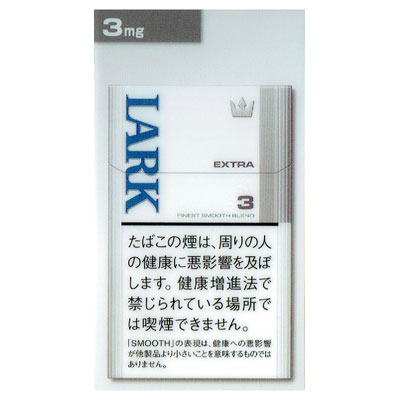 3mg
LARK
EXTRA
3
FINEST SMOOTH BLEND
たばこの煙は、周りの人
の健康に悪影響を及ぼ
します。健康増進法で
禁じられている場所で
は喫煙できません。
「SMOOTH」の表現は、健康への悪影響
が他製品より小さいことを意味するものでは
ありません。